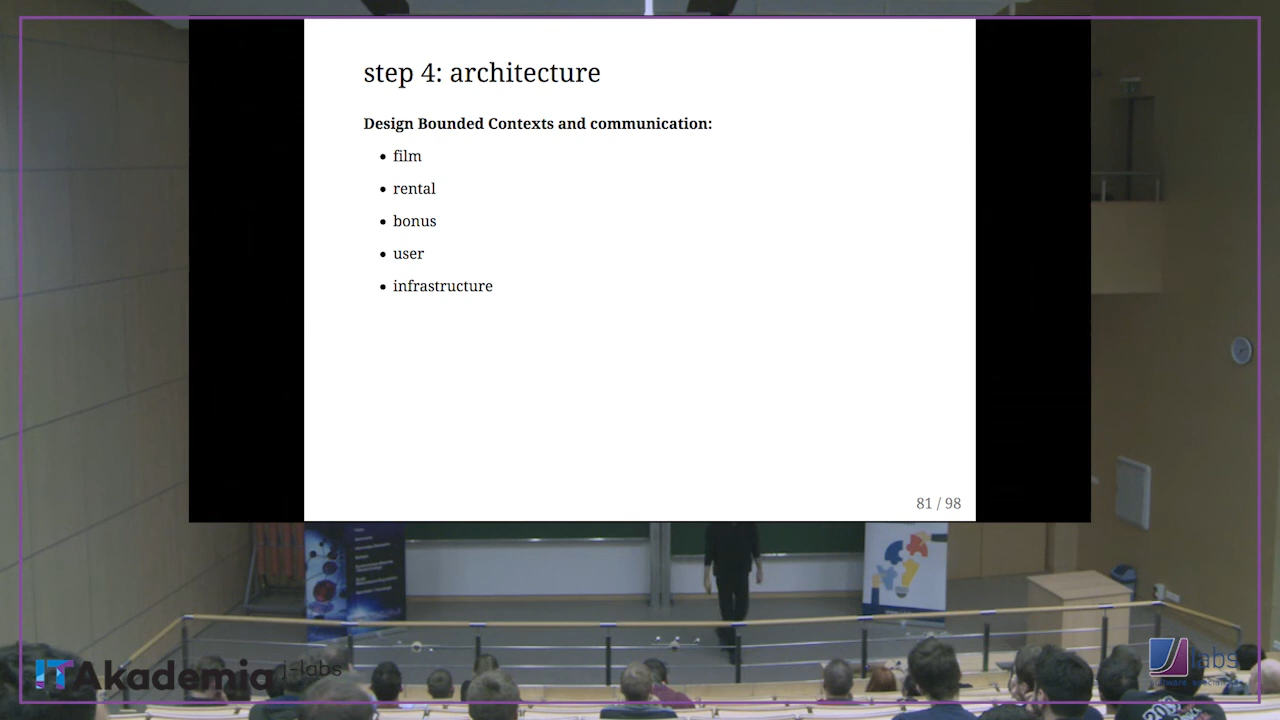 step 4: architecture
Design Bounded Contexts and communication:
film
rental
bonus
user
infrastructure
81 / 98
ITAkademia j-labs
labs